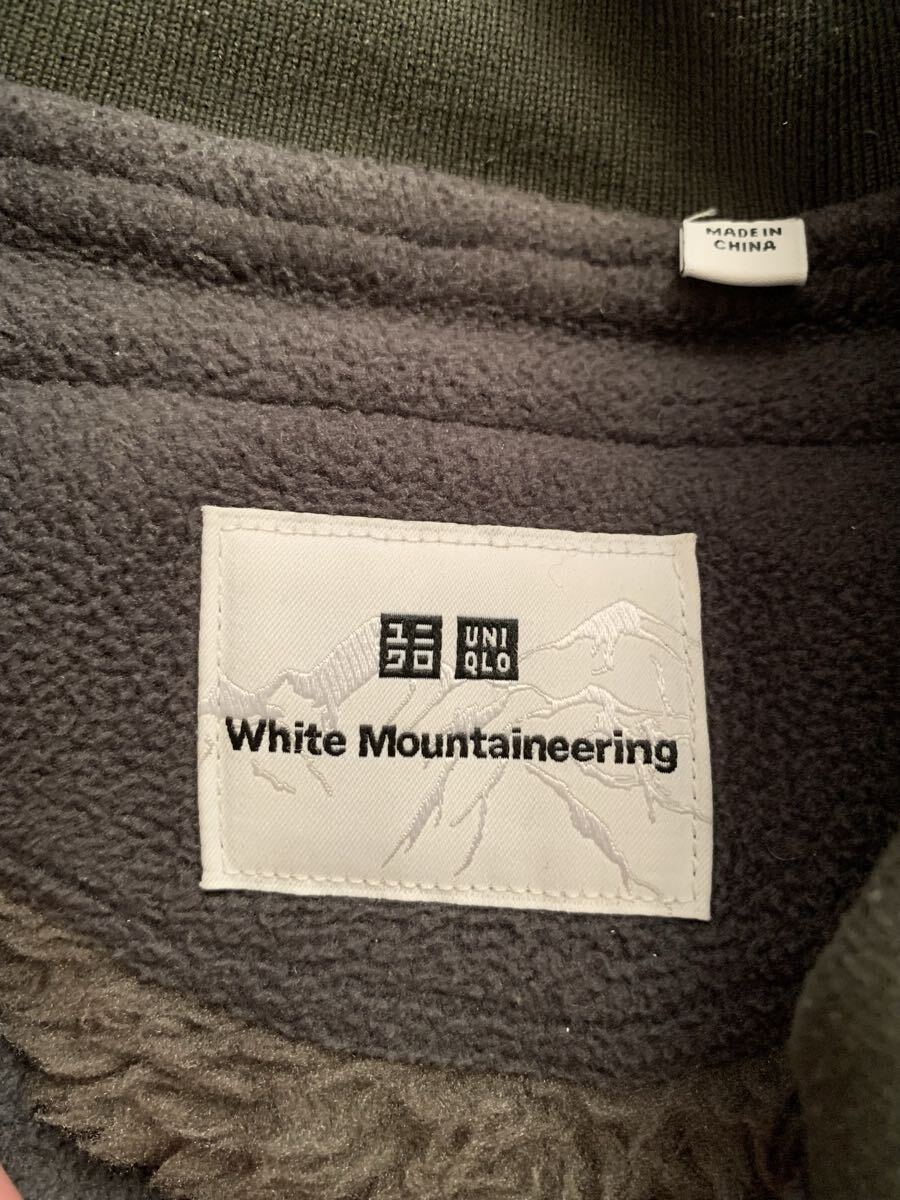 MADE IN
CHINA
ユニ
クロ
UNI
QLO
White Mountaineering